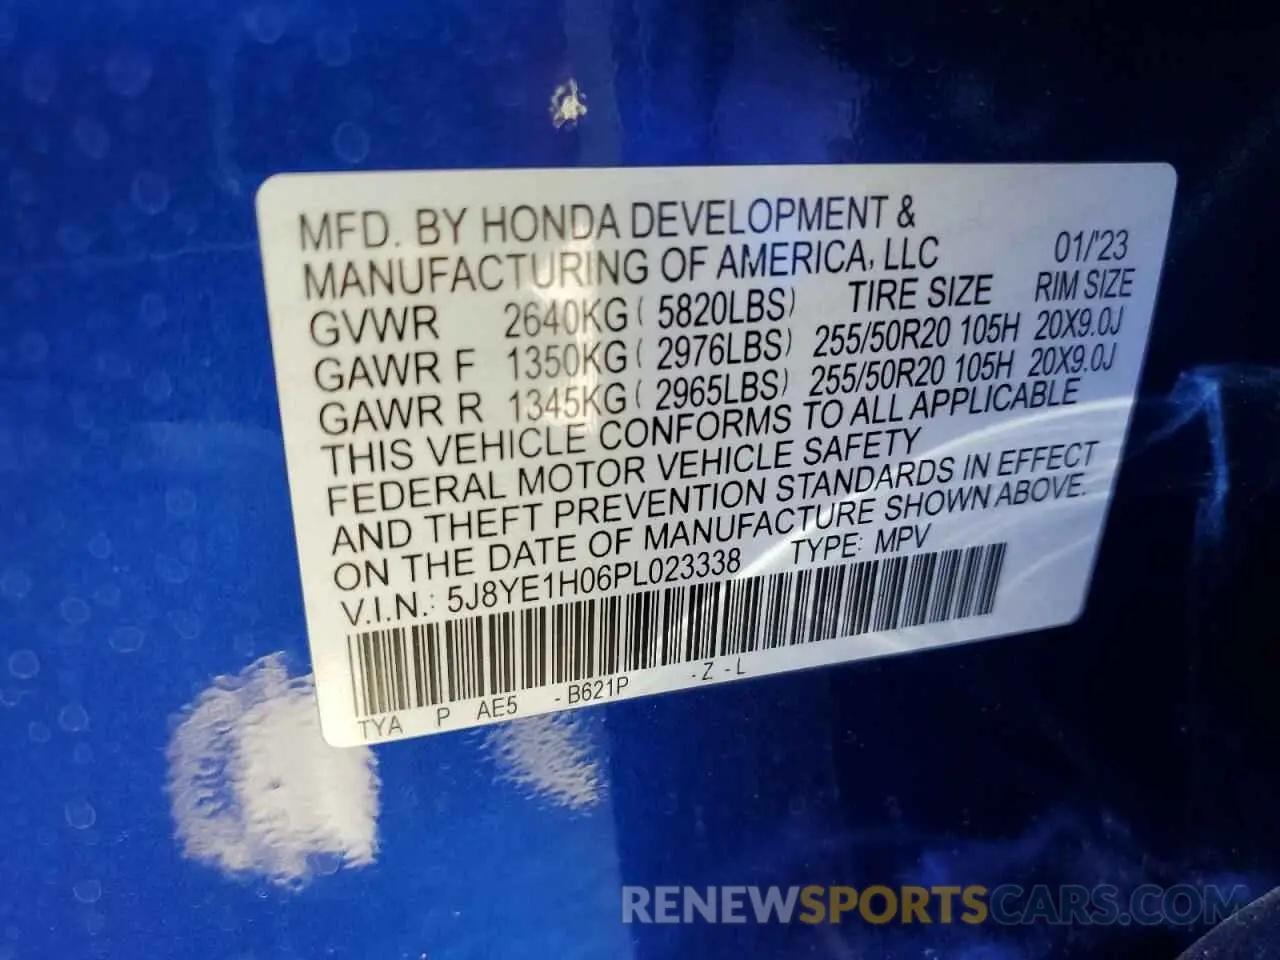 MFD. BY HONDA DEVELOPMENT &
MANUFACTURING OF AMERICA, LLC 01/'23
GVWR 2640KG ( 5820LBS) TIRE SIZE RIM SIZE
GAWR F 1350KG ( 2976LBS) 255/50R20 105H 20X9.0J
GAWR R 1345KG ( 2965LBS) 255/50R20 105H 20X9.0J
THIS VEHICLE CONFORMS TO ALL APPLICABLE
FEDERAL MOTOR VEHICLE SAFETY
AND THEFT PREVENTION STANDARDS IN EFFECT
ON THE DATE OF MANUFACTURE SHOWN ABOVE.
V.I.N.: 5J8YE1H06PL023338 TYPE: MPV
TYA P AE5 -B621P -Z -L
RENEWSPORTSCARS.COM